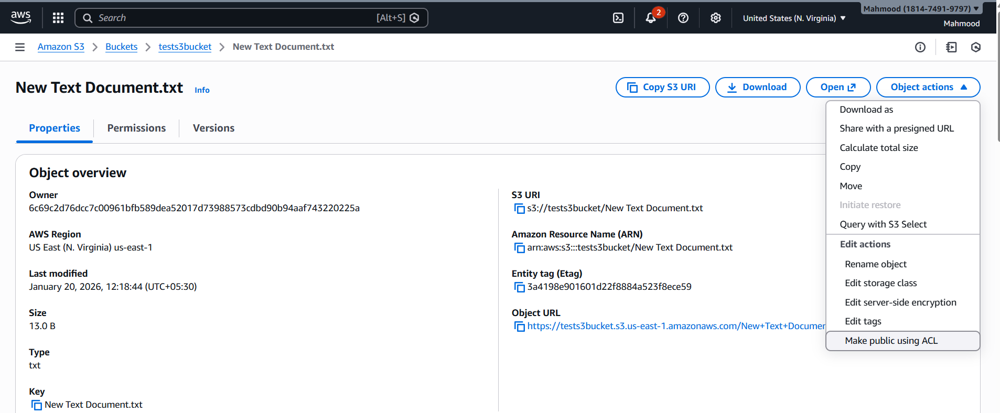 aws
Search
[Alt+S]
2
United States (N. Virginia)
Mahmood (1814-7491-9797)
Mahmood
Amazon S3
Buckets
tests3bucket
New Text Document.txt
New Text Document.txt
Info
Copy S3 URI
Download
Open
Object actions
Download as
Share with a presigned URL
Calculate total size
Copy
Move
Initiate restore
Query with S3 Select
Edit actions
Rename object
Edit storage class
Edit server-side encryption
Edit tags
Make public using ACL
Properties
Permissions
Versions
Object overview
Owner
6c69c2d76dcc7c00961bfb589dea52017d73988573cdbd90b94aaf743220225a
AWS Region
US East (N. Virginia) us-east-1
Last modified
January 20, 2026, 12:18:44 (UTC+05:30)
Size
13.0 B
Type
txt
Key
New Text Document.txt
S3 URI
s3://tests3bucket/New Text Document.txt
Amazon Resource Name (ARN)
arn:aws:s3:::tests3bucket/New Text Document.txt
Entity tag (Etag)
3a4198e901601d22f8884a523f8ece59
Object URL
https://tests3bucket.s3.us-east-1.amazonaws.com/New+Text+Documen